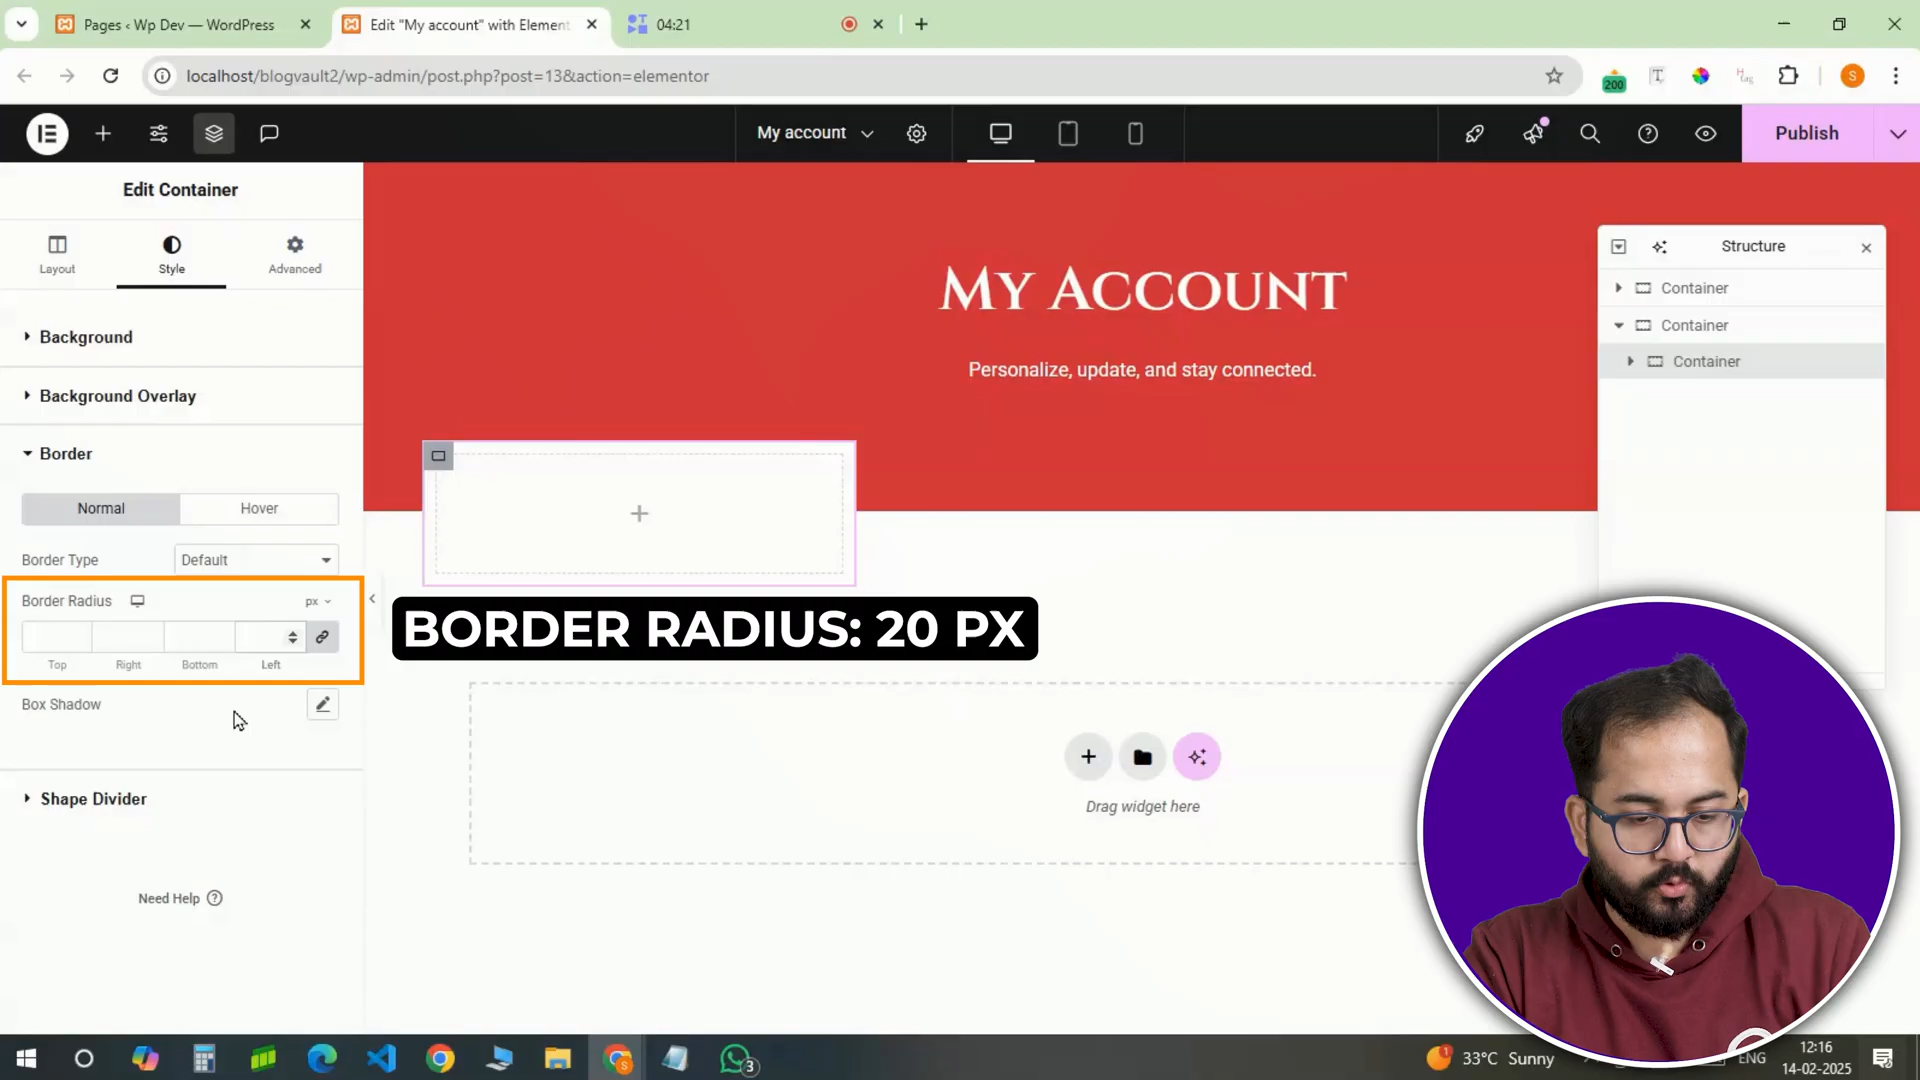 Pages ‹ Wp Dev — WordPress
Edit "My account" with Element
04:21
localhost/blogvault2/wp-admin/post.php?post=13&action=elementor
200
S
My account
Publish
Edit Container
Layout
Style
Advanced
Background
Background Overlay
Border
Normal
Hover
Border Type
Default
Border Radius
px
Top
Right
Bottom
Left
Box Shadow
Shape Divider
Need Help
My Account
Personalize, update, and stay connected.
BORDER RADIUS: 20 PX
Drag widget here
Structure
Container
Container
Container
3
1
33°C Sunny
ENG
12:16
14-02-2025